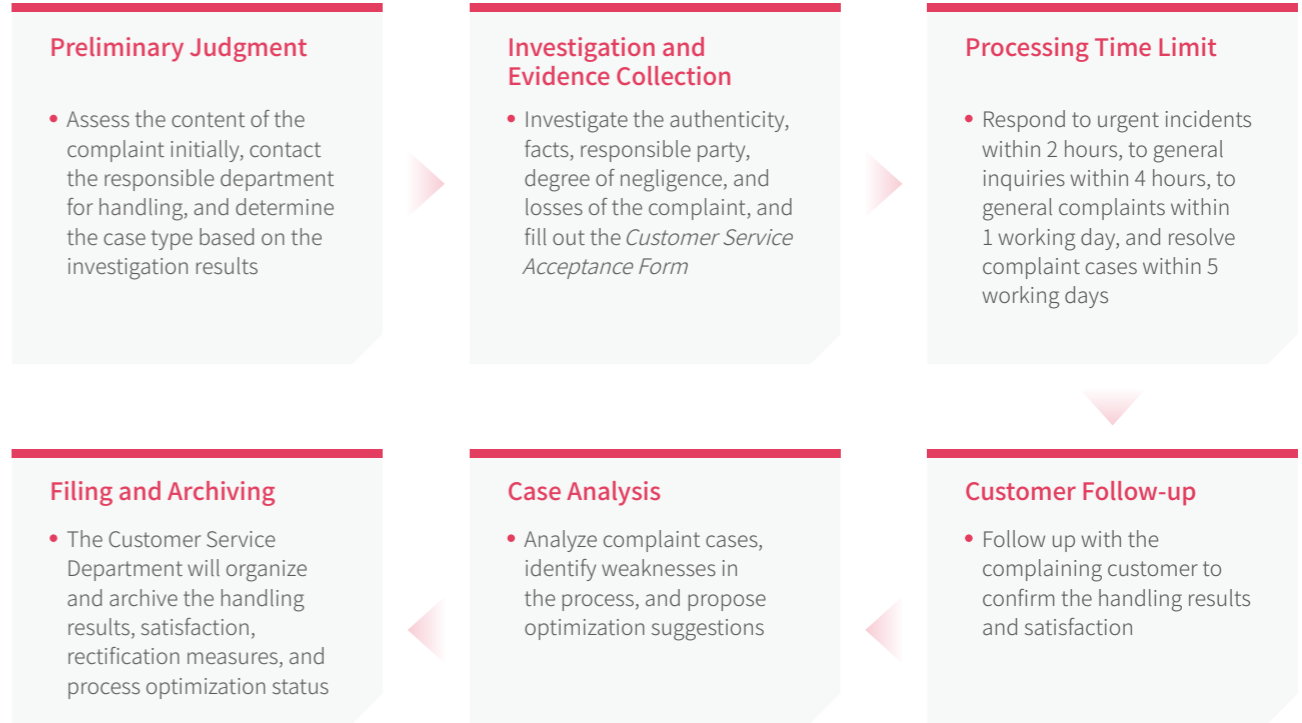 Preliminary Judgment
• Assess the content of the
complaint initially, contact
the responsible department
for handling, and determine
the case type based on the
investigation results
Investigation and
Evidence Collection
• Investigate the authenticity,
facts, responsible party,
degree of negligence, and
losses of the complaint, and
fill out the Customer Service
Acceptance Form
Processing Time Limit
• Respond to urgent incidents
within 2 hours, to general
inquiries within 4 hours, to
general complaints within
1 working day, and resolve
complaint cases within 5
working days
Customer Follow-up
• Follow up with the
complaining customer to
confirm the handling results
and satisfaction
Case Analysis
• Analyze complaint cases,
identify weaknesses in
the process, and propose
optimization suggestions
Filing and Archiving
• The Customer Service
Department will organize
and archive the handling
results, satisfaction,
rectification measures, and
process optimization status